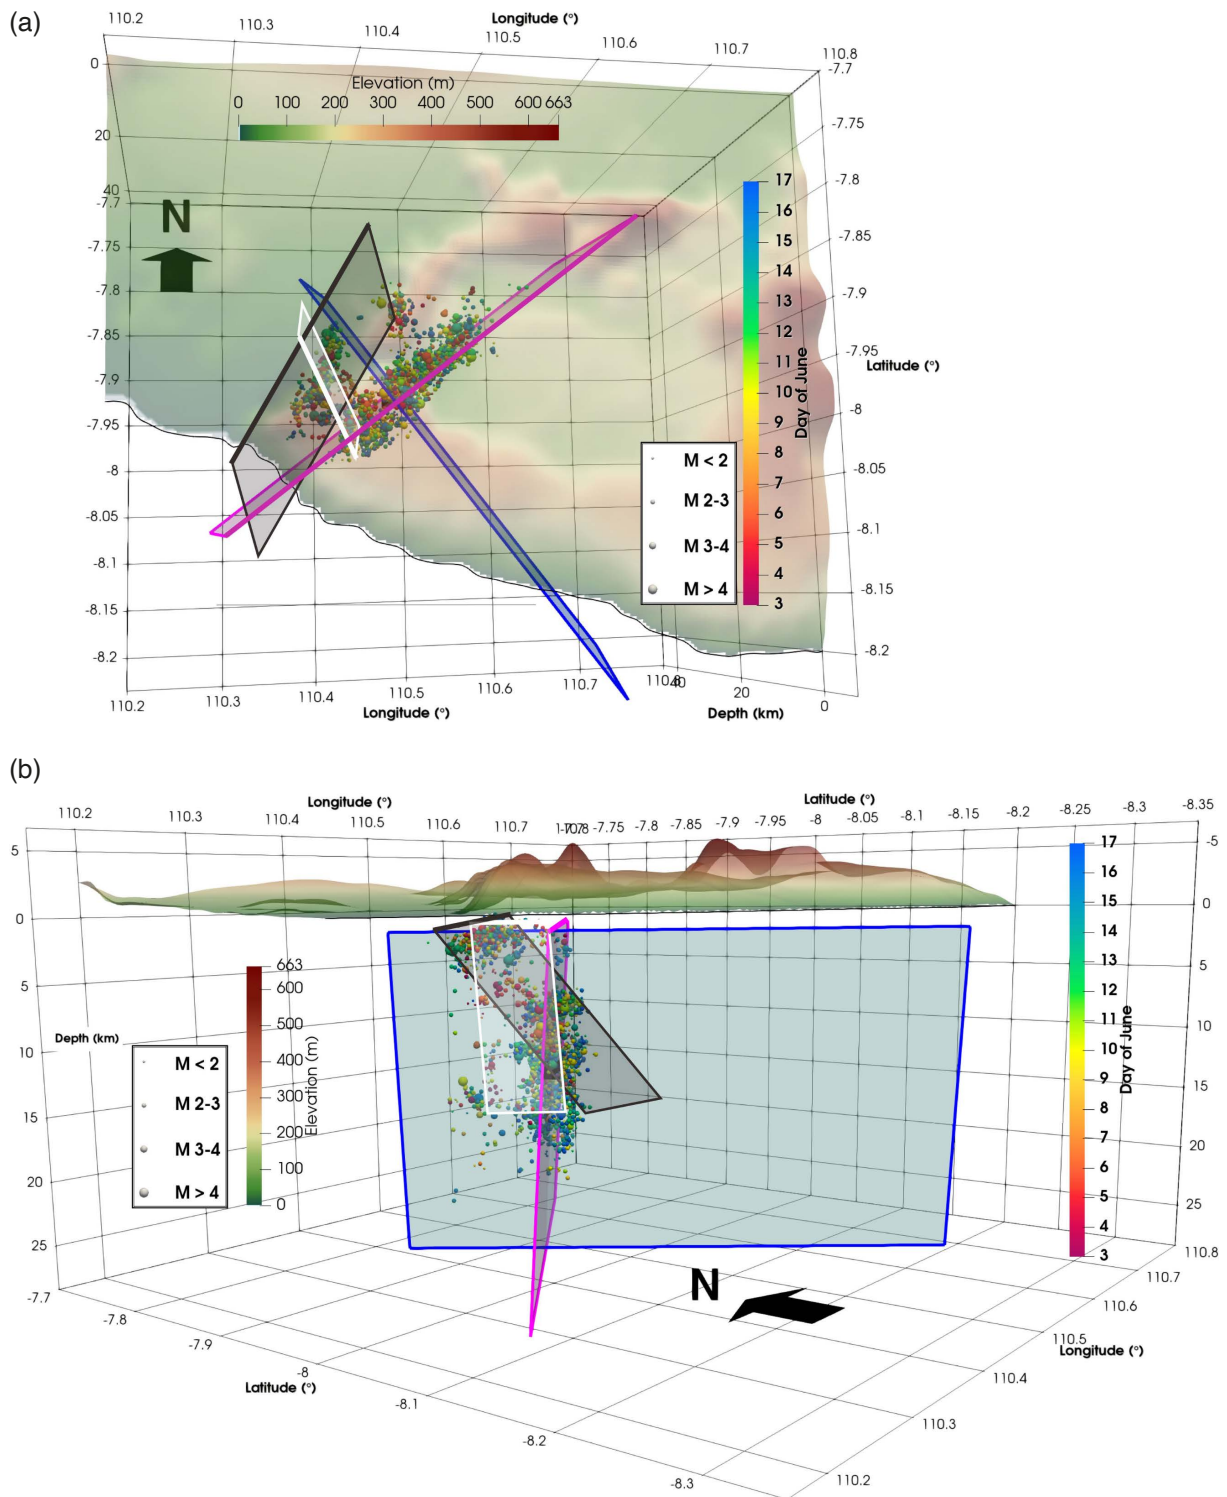 (a)
Longitude (°)
110.2 110.3 110.4 110.5 110.6 110.7 110.8
-7.7
Elevation (m)
0 100 200 300 400 500 600 663
0
20
40
-7.7
-7.75
-7.8
-7.85
-7.9
-7.95
-8
-8.05
-8.1
-8.15
-8.2
N
-7.75
-7.8
-7.85
-7.9
-7.95
Latitude (°)
-8
-8.05
-8.1
-8.15
-8.2
17
16
15
14
13
12
11
10
9
8
7
6
5
4
3
Day of June
M < 2
M 2-3
M 3-4
M > 4
110.2 110.3 110.4 110.5 110.6 110.7 110.8
40 20 0
Longitude (°)
Depth (km)
(b)
Longitude (°)
Latitude (°)
110.2 110.3 110.4 110.5 110.6 110.7 110.8
-7.7 -7.75 -7.8 -7.85 -7.9 -7.95 -8 -8.05 -8.1 -8.15 -8.2 -8.25 -8.3 -8.35
5
0
5
10
15
20
25
Depth (km)
M < 2
M 2-3
M 3-4
M > 4
663
600
500
400
300
200
100
0
Elevation (m)
17
16
15
14
13
12
11
10
9
8
7
6
5
4
3
Day of June
-5
0
5
10
15
20
25
N
-7.7
-7.8
-7.9
-8
-8.1
-8.2
-8.3
Latitude (°)
110.8
110.7
110.6
110.5
110.4
110.3
110.2
Longitude (°)